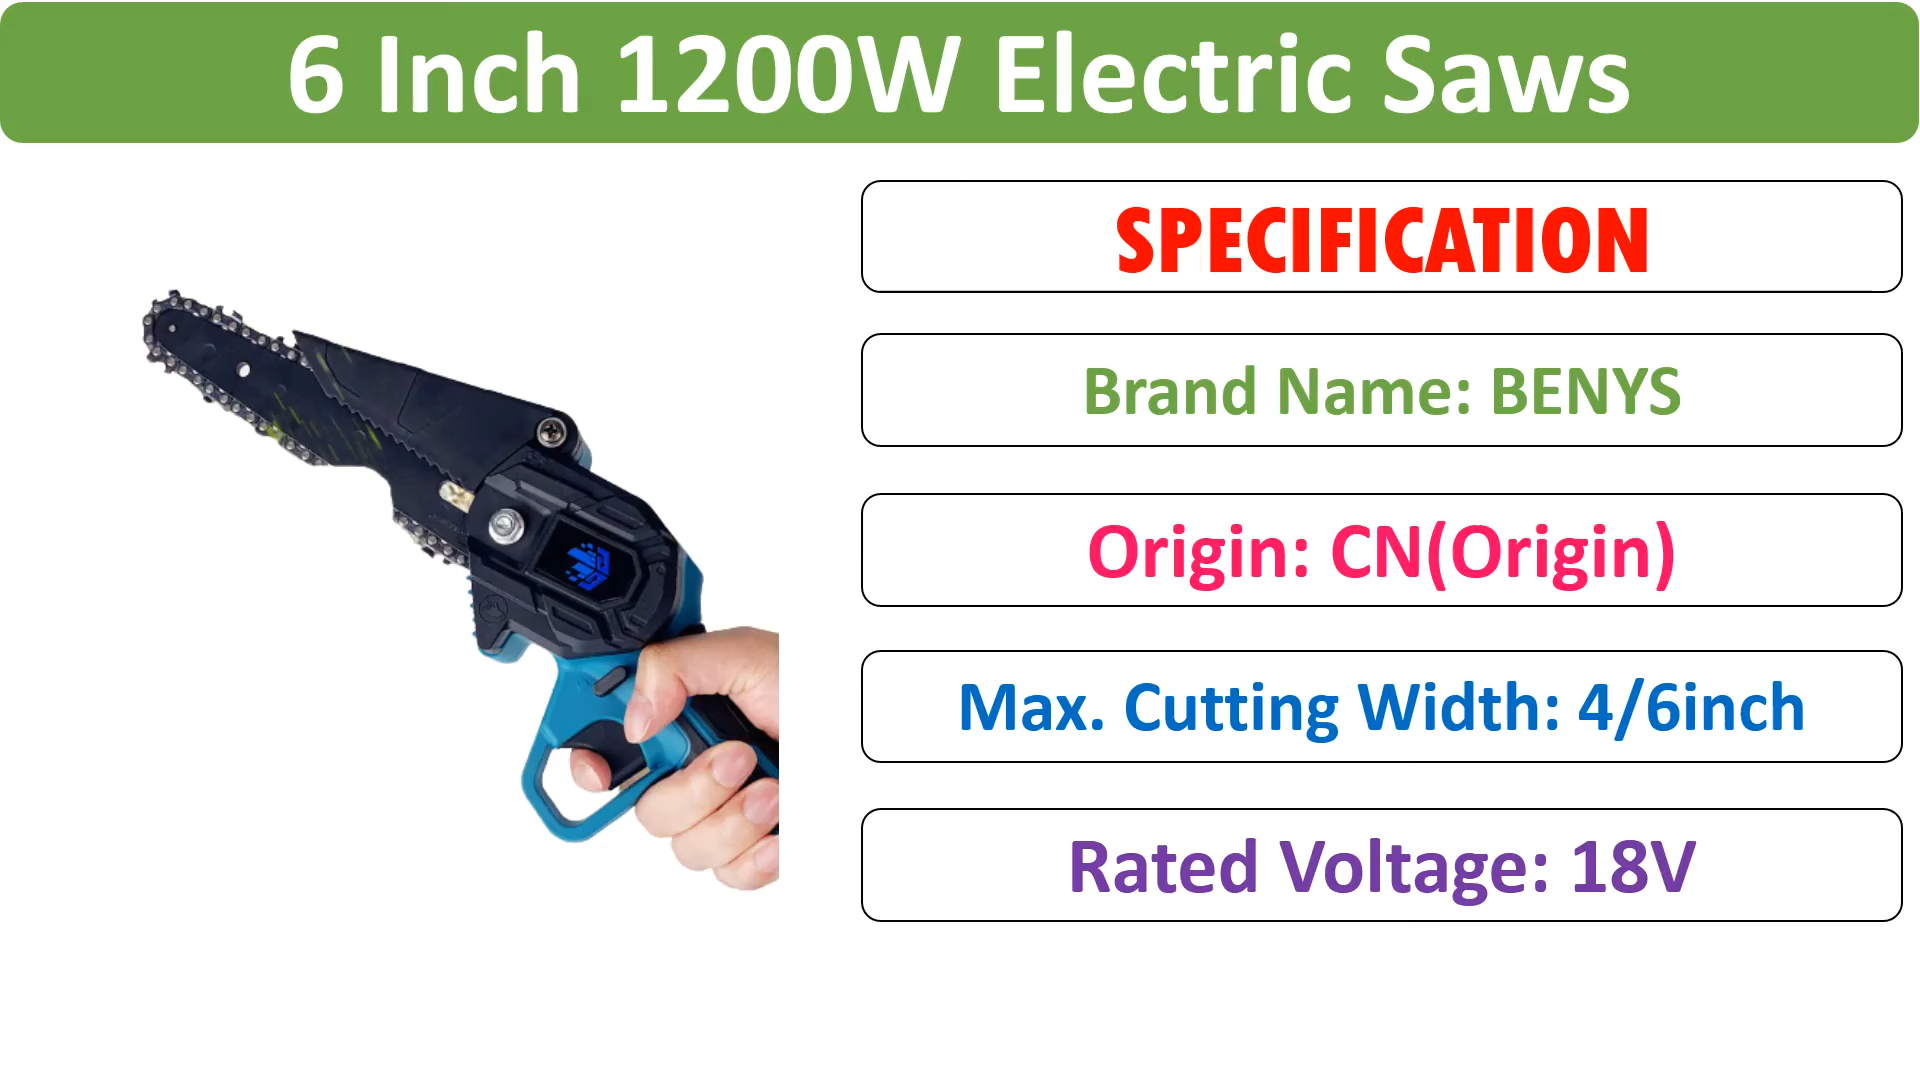 6 Inch 1200W Electric Saws
SPECIFICATION
Brand Name: BENYS
Origin: CN(Origin)
Max. Cutting Width: 4/6inch
Rated Voltage: 18V